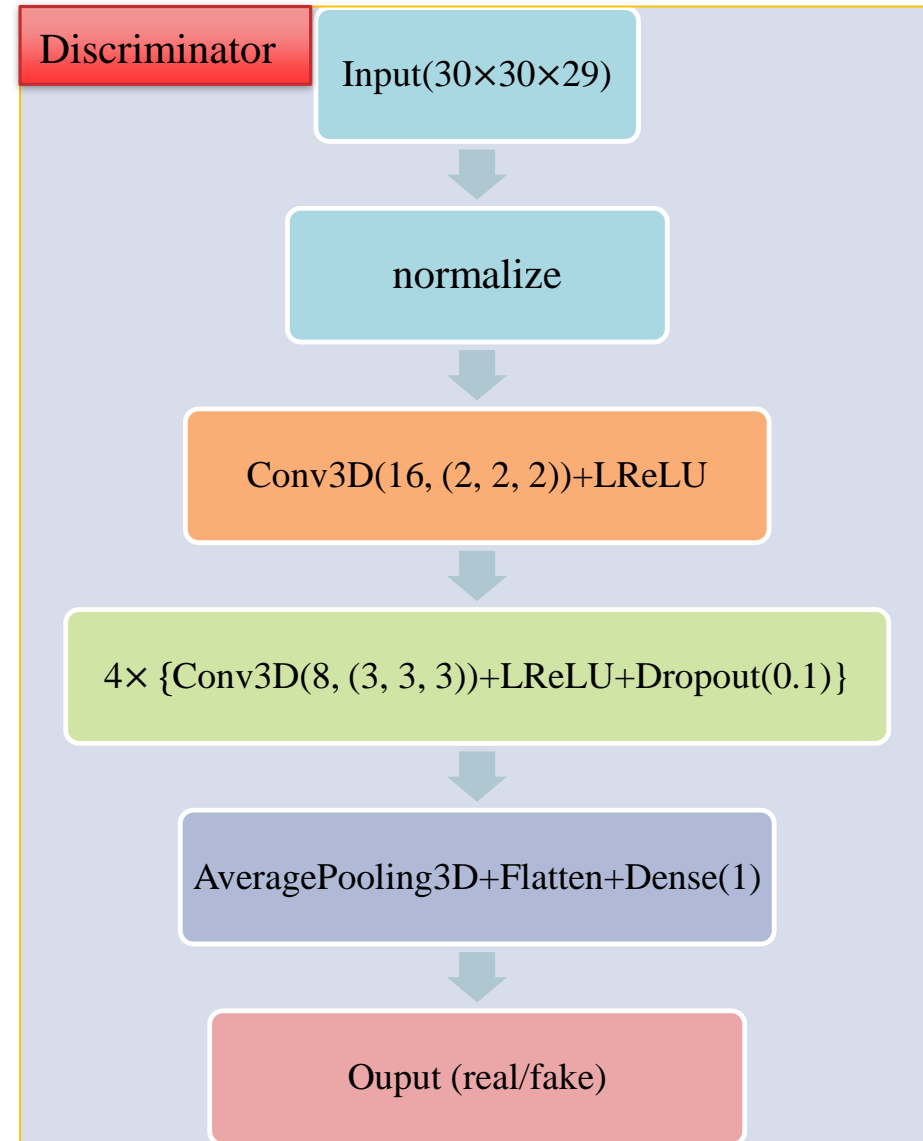 Discriminator
Input(30×30×29)
normalize
Conv3D(16, (2, 2, 2))+LReLU
4× {Conv3D(8, (3, 3, 3))+LReLU+Dropout(0.1)}
AveragePooling3D+Flatten+Dense(1)
Ouput (real/fake)